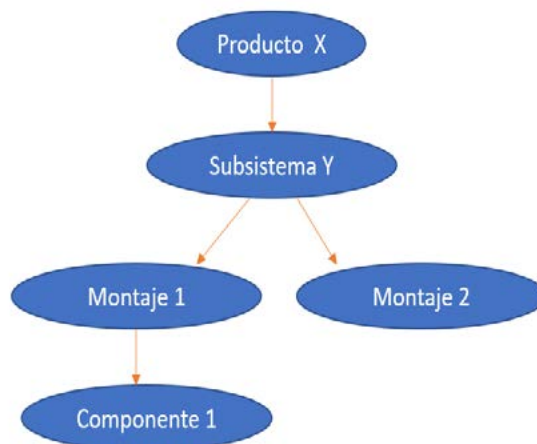 Producto X
Subsistema Y
Montaje 1
Montaje 2
Componente 1